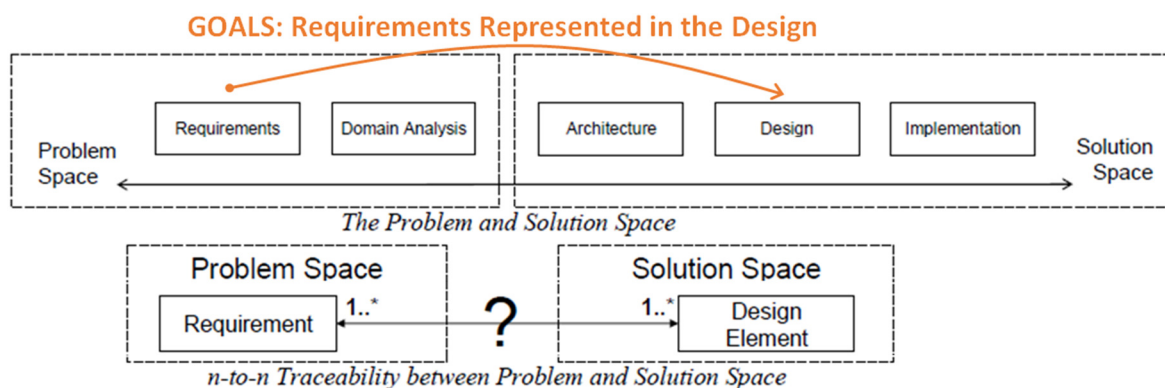 GOALS: Requirements Represented in the Design
Requirements
Domain Analysis
Architecture
Design
Implementation
Problem
Space
Solution
Space
The Problem and Solution Space
Problem Space
Solution Space
Requirement
1..*
?
1..*
Design
Element
n-to-n Traceability between Problem and Solution Space